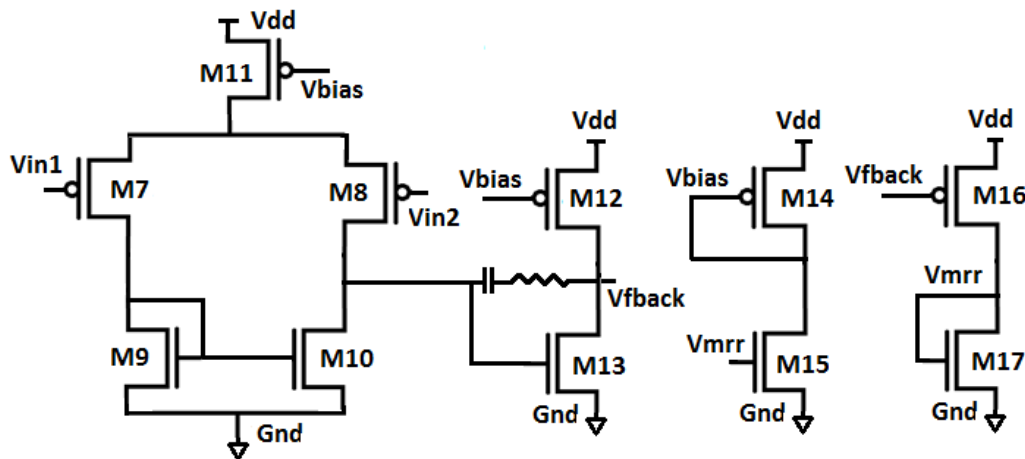 Vdd
M11
Vbias
Vin1
M7
M8
Vin2
M9
M10
Gnd
Vdd
Vbias
M12
Vfback
M13
Gnd
Vdd
Vbias
M14
Vmrr
M15
Gnd
Vdd
Vfback
M16
Vmrr
M17
Gnd